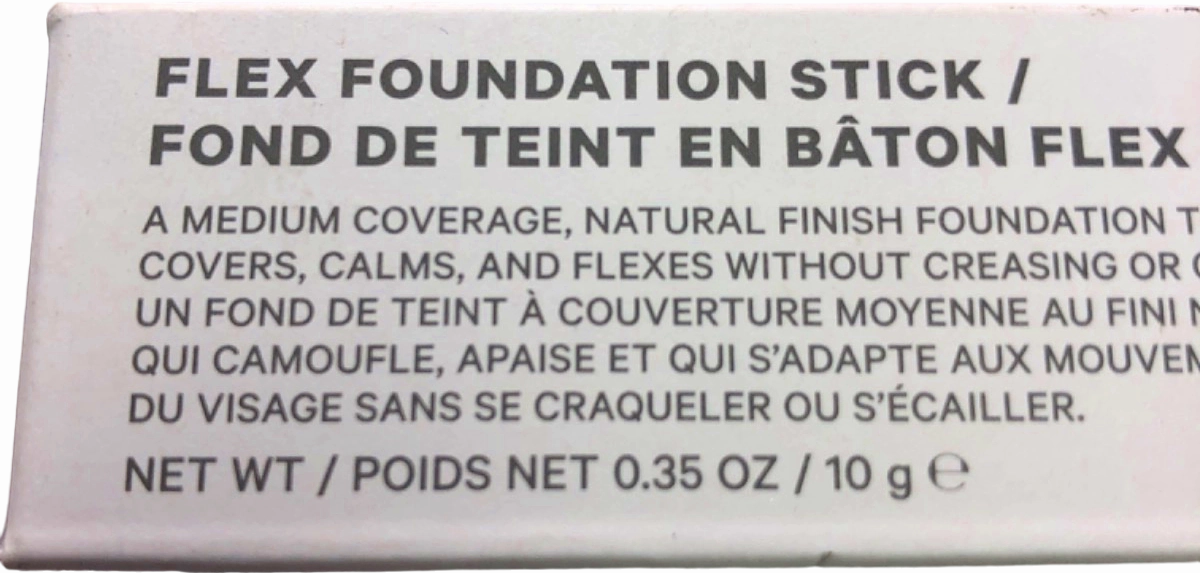 FLEX FOUNDATION STICK /
FOND DE TEINT EN BÂTON FLEX
A MEDIUM COVERAGE, NATURAL FINISH FOUNDATION
COVERS, CALMS, AND FLEXES WITHOUT CREASING OR
UN FOND DE TEINT À COUVERTURE MOYENNE AU FINI
QUI CAMOUFLE, APAISE ET QUI S’ADAPTE AUX
DU VISAGE SANS SE CRAQUELER OU S’ÉCAILLER.
NET WT / POIDS NET 0.35 OZ / 10 g ℮